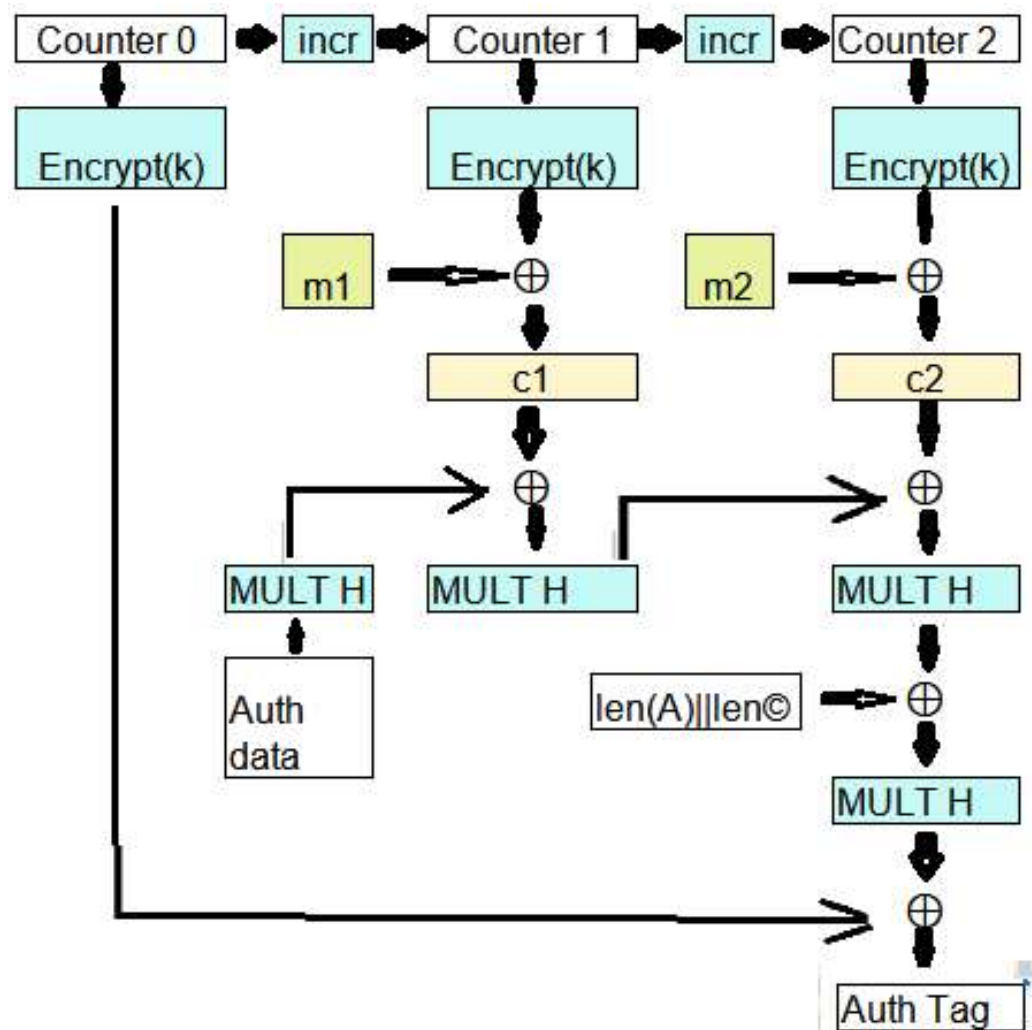 Counter 0
incr
Counter 1
incr
Counter 2
Encrypt(k)
Encrypt(k)
Encrypt(k)
m1
m2
c1
c2
MULT H
MULT H
MULT H
Auth
data
len(A)||len©
MULT H
Auth Tag